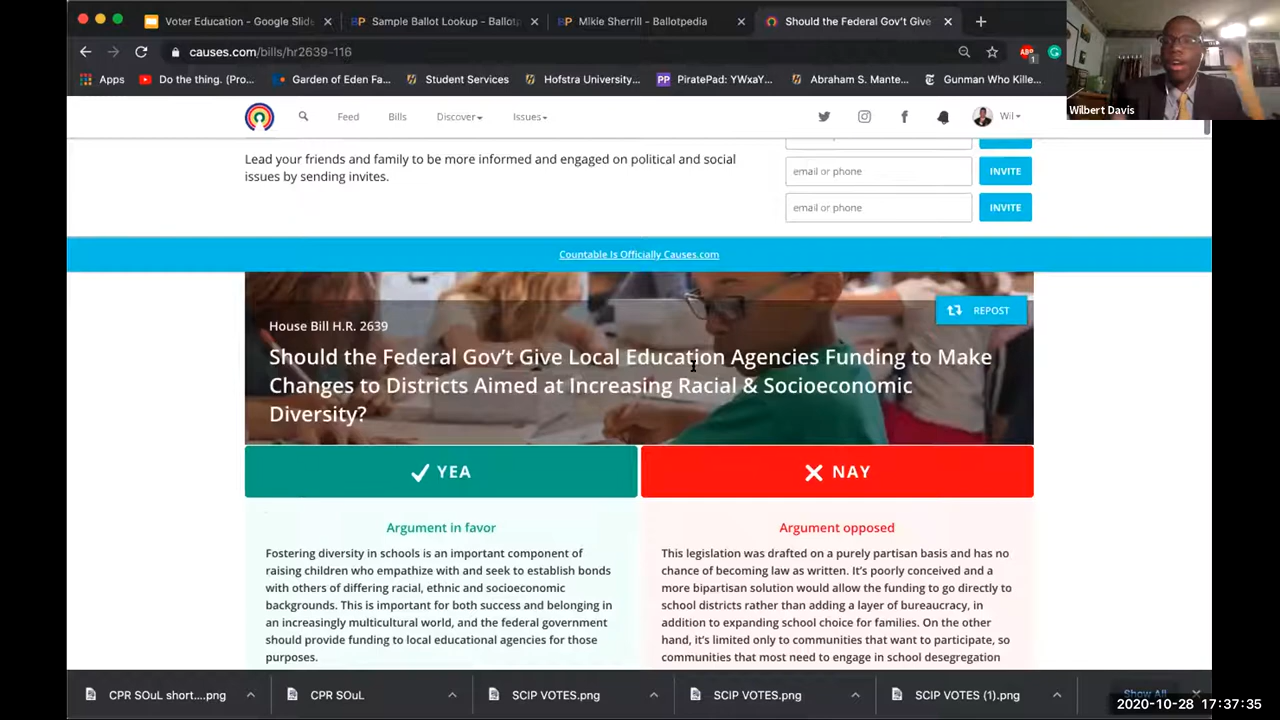 Voter Education - Google Slide
Sample Ballot Lookup - Ballotp
Mikie Sherrill - Ballotpedia
Should the Federal Gov't Give
causes.com/bills/hr2639-116
Apps
Do the thing. (Pro...
Garden of Eden Fa...
Student Services
Hofstra University...
PiratePad: YWxaY...
Abraham S. Mante...
Gunman Who Kille...
Wilbert Davis
Feed
Bills
Discover
Issues
Wil
Lead your friends and family to be more informed and engaged on political and social
issues by sending invites.
email or phone
INVITE
email or phone
INVITE
Countable Is Officially Causes.com
REPOST
House Bill H.R. 2639
Should the Federal Gov't Give Local Education Agencies Funding to Make
Changes to Districts Aimed at Increasing Racial & Socioeconomic
Diversity?
YEA
NAY
Argument in favor
Fostering diversity in schools is an important component of
raising children who empathize with and seek to establish bonds
with others of differing racial, ethnic and socioeconomic
backgrounds. This is important for both success and belonging in
an increasingly multicultural world, and the federal government
should provide funding to local educational agencies for those
purposes.
Argument opposed
This legislation was drafted on a purely partisan basis and has no
chance of becoming law as written. It's poorly conceived and a
more bipartisan solution would allow the funding to go directly to
school districts rather than adding a layer of bureaucracy, in
addition to expanding school choice for families. On the other
hand, it's limited only to communities that want to participate, so
communities that most need to engage in school desegregation
CPR SOuL short....png
CPR SOuL
SCIP VOTES.png
SCIP VOTES.png
SCIP VOTES (1).png
Show All
2020-10-28 17:37:35